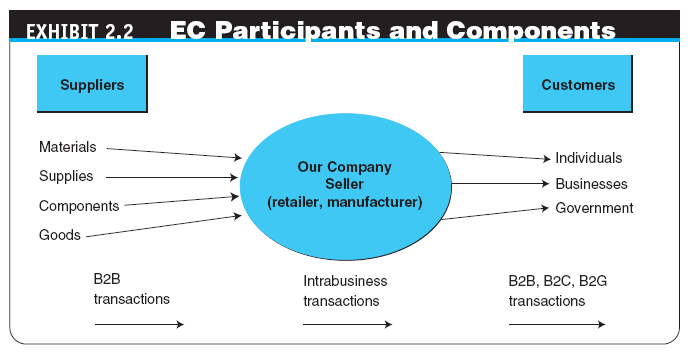 EXHIBIT 2.2 EC Participants and Components
Suppliers
Customers
Materials
Supplies
Components
Goods
Our Company
Seller
(retailer, manufacturer)
Individuals
Businesses
Government
B2B
transactions
Intrabusiness
transactions
B2B, B2C, B2G
transactions